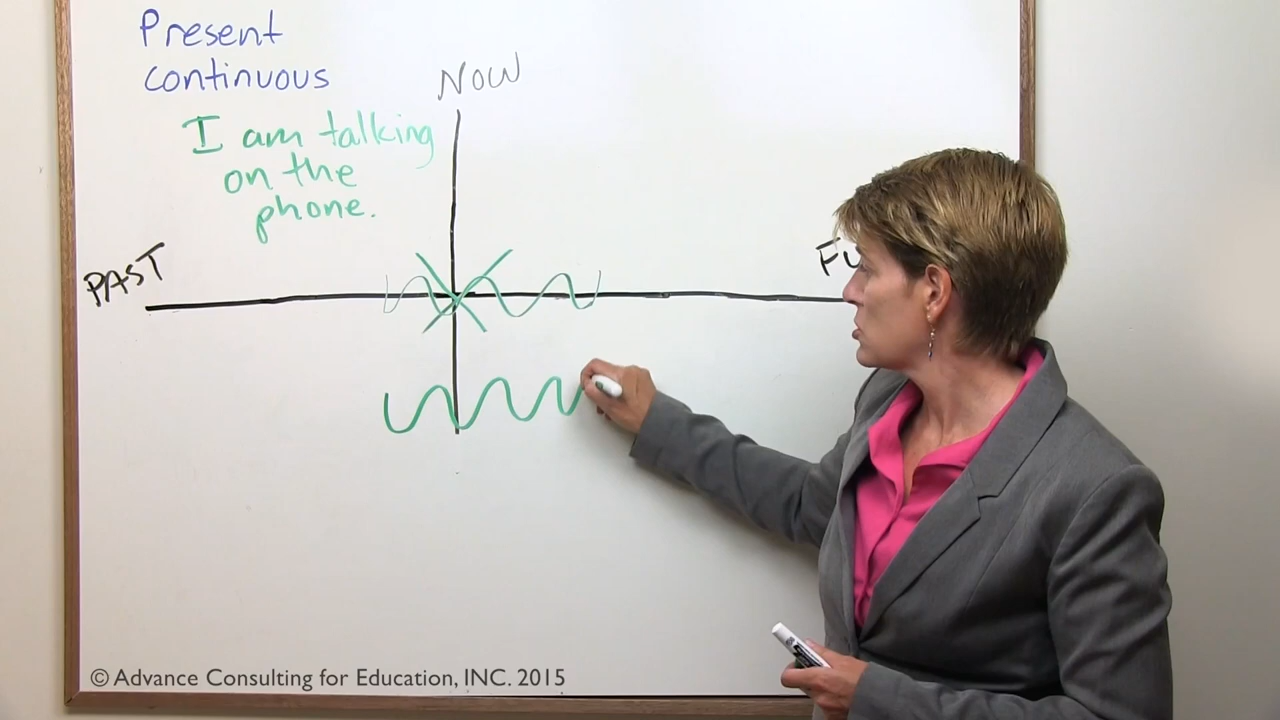 Present
continuous
Now
I am talking
on the
phone.
PAST
© Advance Consulting for Education, INC. 2015